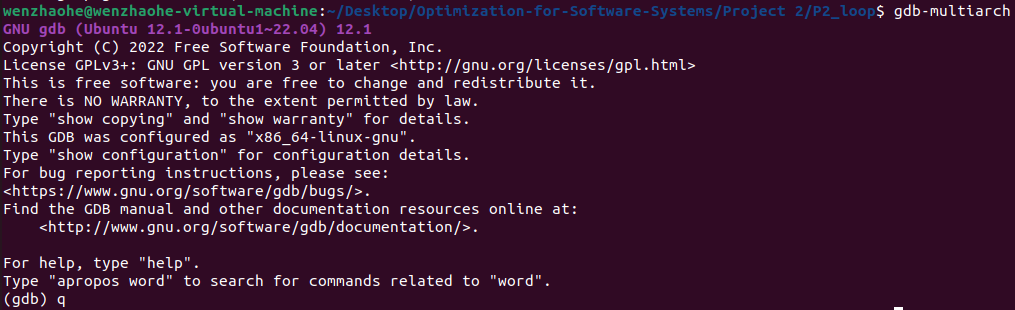 wenzhaohe@wenzhaohe-virtual-machine:~/Desktop/Optimization-for-Software-Systems/Project 2/P2_loop$ gdb-multiarch
GNU gdb (Ubuntu 12.1-0ubuntu1~22.04) 12.1
Copyright (C) 2022 Free Software Foundation, Inc.
License GPLv3+: GNU GPL version 3 or later <http://gnu.org/licenses/gpl.html>
This is free software: you are free to change and redistribute it.
There is NO WARRANTY, to the extent permitted by law.
Type "show copying" and "show warranty" for details.
This GDB was configured as "x86_64-linux-gnu".
Type "show configuration" for configuration details.
For bug reporting instructions, please see:
<https://www.gnu.org/software/gdb/bugs/>.
Find the GDB manual and other documentation resources online at:
    <http://www.gnu.org/software/gdb/documentation/>.
For help, type "help".
Type "apropos word" to search for commands related to "word".
(gdb) q